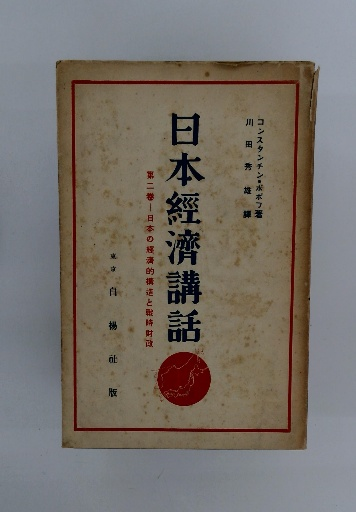 コンスタンチン・ポポフ著
川田秀雄譯
日本經濟講話
第二卷—日本の經濟的構造と戰時財政
東京 白楊社版